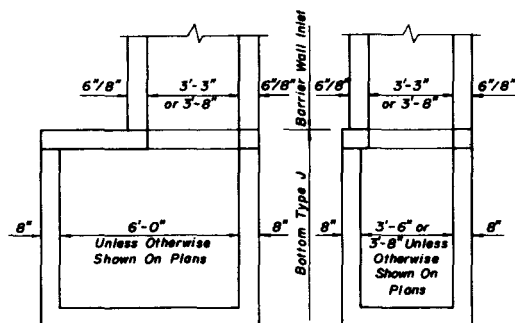 6"/8"
3'-3"
or 3'-8"
6"/8"
Barrier Wall Inlet
6"/8"
3'-3"
or 3'-8"
6"/8"
8"
6'-0"
Unless Otherwise
Shown On Plans
8"
Bottom Type J
8"
3'-6" or
3'-8" Unless
Otherwise
Shown On
Plans
8"